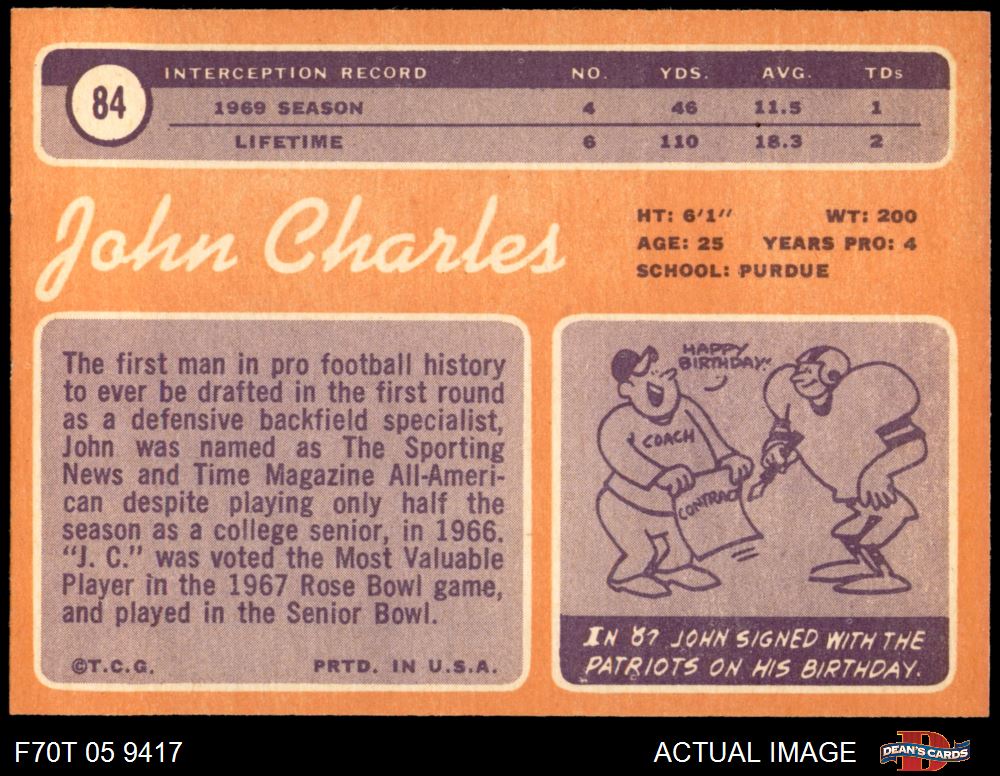 84
INTERCEPTION RECORD NO. YDS. AVG. TDs
1969 SEASON 4 46 11.5 1
LIFETIME 6 110 18.3 2
John Charles
HT: 6'1" WT: 200
AGE: 25 YEARS PRO: 4
SCHOOL: PURDUE
The first man in pro football history
to ever be drafted in the first round
as a defensive backfield specialist,
John was named as The Sporting
News and Time Magazine All-Ameri-
can despite playing only half the
season as a college senior, in 1966.
"J. C." was voted the Most Valuable
Player in the 1967 Rose Bowl game,
and played in the Senior Bowl.
©T.C.G. PRTD. IN U.S.A.
HAPPY
BIRTHDAY!
COACH
CONTRACT
IN '67 JOHN SIGNED WITH THE
PATRIOTS ON HIS BIRTHDAY.
F70T 05 9417 ACTUAL IMAGE DEAN'S CARDS